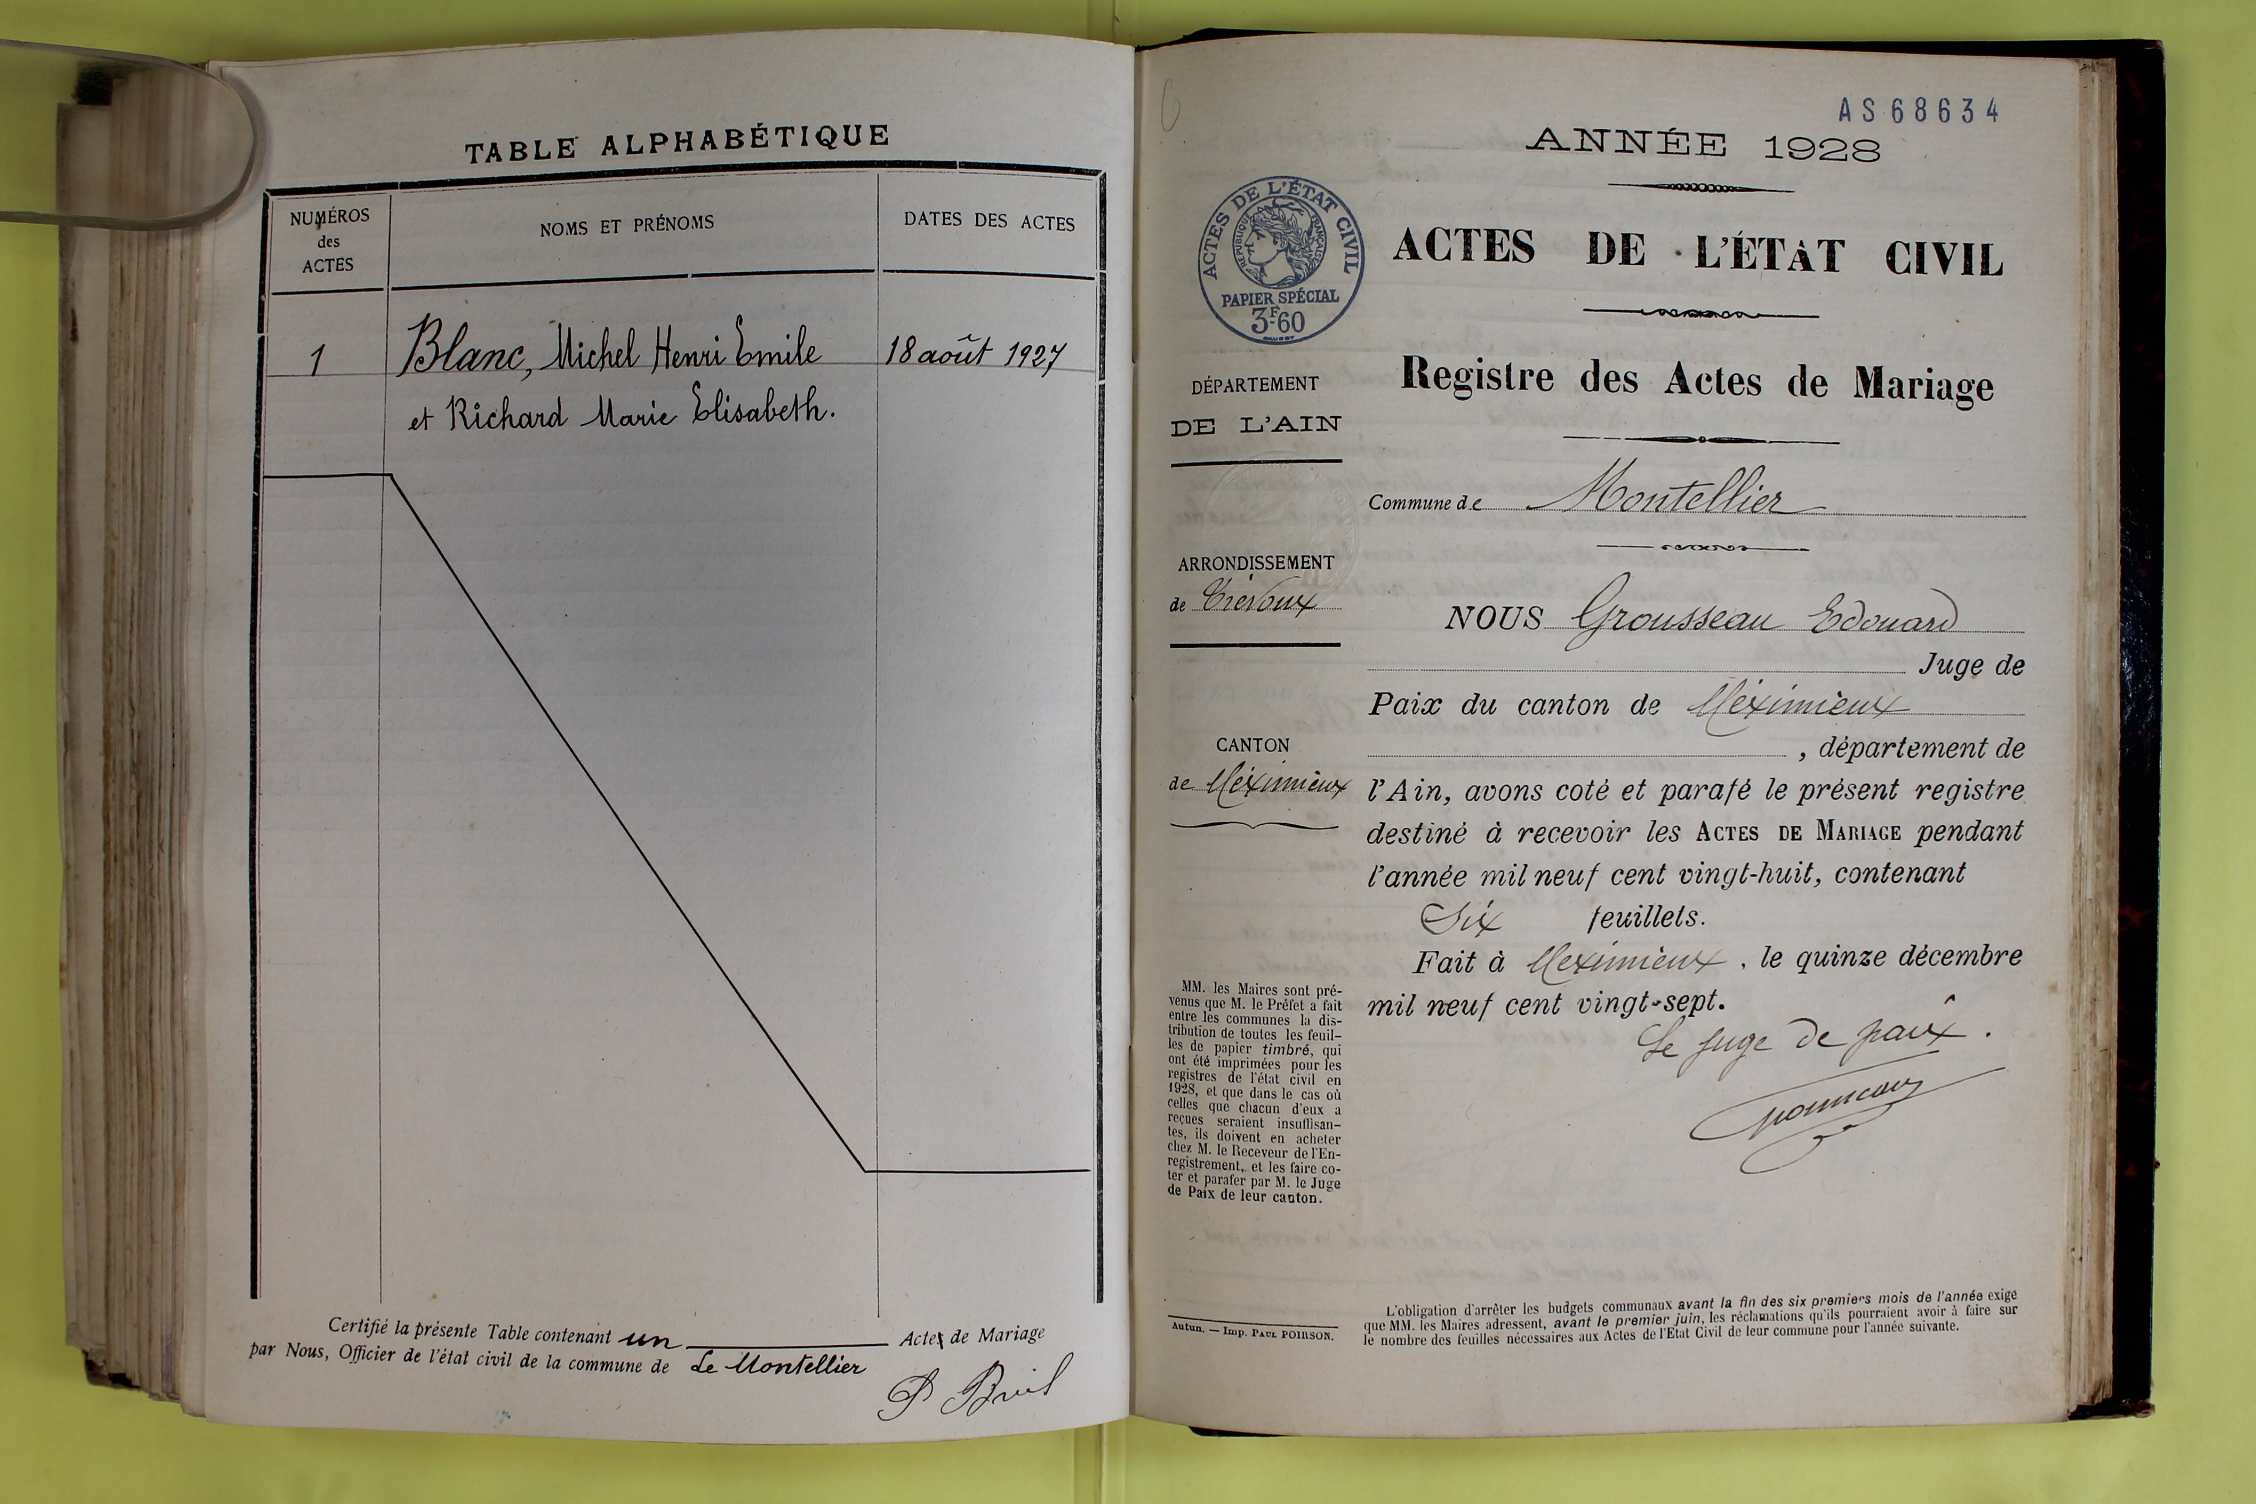 TABLE ALPHABÉTIQUE
NUMÉROS
des
ACTES
NOMS ET PRÉNOMS
DATES DES ACTES
1
Blanc, Michel Henri Emile
18 août 1927
et Richard Marie Elisabeth.
Certifié la présente Table contenant un Acte de Mariage
par Nous, Officier de l'état civil de la commune de Le Montellier
AS68634
ANNÉE 1928
ACTES DE L'ÉTAT CIVIL
RÉPUBLIQUE FRANÇAISE
PAPIER SPÉCIAL
3F60
ACTES DE L'ÉTAT CIVIL
Registre des Actes de Mariage
DÉPARTEMENT
DE L'AIN
Commune de Montellier
ARRONDISSEMENT
de Trévoux
CANTON
de Méximieux
NOUS Grousseau Edouard
Juge de
Paix du canton de Méximieux
, département de
l'Ain, avons coté et parafé le présent registre
destiné à recevoir les ACTES DE MARIAGE pendant
l'année mil neuf cent vingt-huit, contenant
Six feuillets.
Fait à Meximieux, le quinze décembre
mil neuf cent vingt-sept.
Le juge de paix.
MM. les Maires sont pré-
venus que M. le Préfet a fait
entre les communes la dis-
tribution de toutes les feuil-
les de papier timbré, qui
ont été imprimées pour les
registres de l'état civil en
1928, et que dans le cas où
celles que chacun d'eux a
reçues seraient insuffisan-
tes, ils doivent en acheter
chez M. le Receveur de l'En-
registrement, et les faire co-
ter et parafer par M. le Juge
de Paix de leur canton.
Autun. — Imp. PAUL POIRSON.
L'obligation d'arrêter les budgets communaux avant la fin des six premiers mois de l'année exige
que MM. les Maires adressent, avant le premier juin, les réclamations qu'ils pourraient avoir à faire sur
le nombre des feuilles nécessaires aux Actes de l'Etat Civil de leur commune pour l'année suivante.